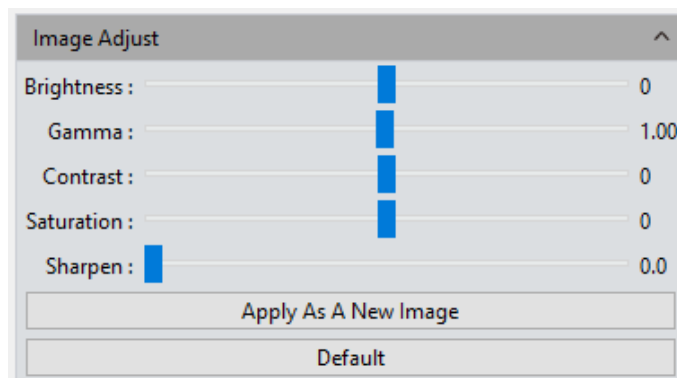 Image Adjust
Brightness : 0
Gamma : 1.00
Contrast : 0
Saturation : 0
Sharpen : 0.0
Apply As A New Image
Default